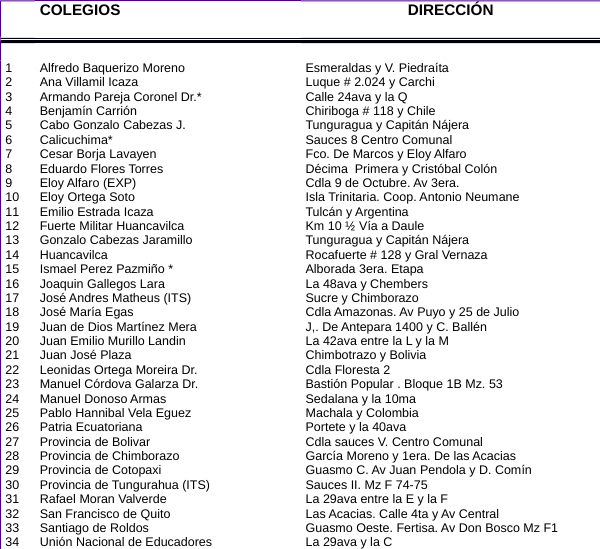 COLEGIOS DIRECCIÓN
1 Alfredo Baquerizo Moreno Esmeraldas y V. Piedraíta
2 Ana Villamil Icaza Luque # 2.024 y Carchi
3 Armando Pareja Coronel Dr.* Calle 24ava y la Q
4 Benjamín Carrión Chiriboga # 118 y Chile
5 Cabo Gonzalo Cabezas J. Tunguragua y Capitán Nájera
6 Calicuchima* Sauces 8 Centro Comunal
7 Cesar Borja Lavayen Fco. De Marcos y Eloy Alfaro
8 Eduardo Flores Torres Décima Primera y Cristóbal Colón
9 Eloy Alfaro (EXP) Cdla 9 de Octubre. Av 3era.
10 Eloy Ortega Soto Isla Trinitaria. Coop. Antonio Neumane
11 Emilio Estrada Icaza Tulcán y Argentina
12 Fuerte Militar Huancavilca Km 10 ½ Vía a Daule
13 Gonzalo Cabezas Jaramillo Tunguragua y Capitán Nájera
14 Huancavilca Rocafuerte # 128 y Gral Vernaza
15 Ismael Perez Pazmiño * Alborada 3era. Etapa
16 Joaquin Gallegos Lara La 48ava y Chembers
17 José Andres Matheus (ITS) Sucre y Chimborazo
18 José María Egas Cdla Amazonas. Av Puyo y 25 de Julio
19 Juan de Dios Martínez Mera J,. De Antepara 1400 y C. Ballén
20 Juan Emilio Murillo Landin La 42ava entre la L y la M
21 Juan José Plaza Chimbotrazo y Bolivia
22 Leonidas Ortega Moreira Dr. Cdla Floresta 2
23 Manuel Córdova Galarza Dr. Bastión Popular . Bloque 1B Mz. 53
24 Manuel Donoso Armas Sedalana y la 10ma
25 Pablo Hannibal Vela Eguez Machala y Colombia
26 Patria Ecuatoriana Portete y la 40ava
27 Provincia de Bolivar Cdla sauces V. Centro Comunal
28 Provincia de Chimborazo García Moreno y 1era. De las Acacias
29 Provincia de Cotopaxi Guasmo C. Av Juan Pendola y D. Comín
30 Provincia de Tungurahua (ITS) Sauces II. Mz F 74-75
31 Rafael Moran Valverde La 29ava entre la E y la F
32 San Francisco de Quito Las Acacias. Calle 4ta y Av Central
33 Santiago de Roldos Guasmo Oeste. Fertisa. Av Don Bosco Mz F1
34 Unión Nacional de Educadores La 29ava y la C